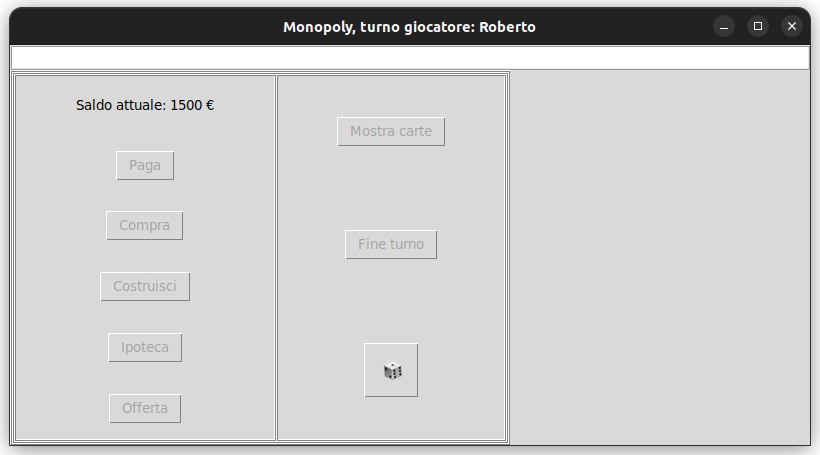 Monopoly, turno giocatore: Roberto
Saldo attuale: 1500 €
Paga
Compra
Costruisci
Ipoteca
Offerta
Mostra carte
Fine turno